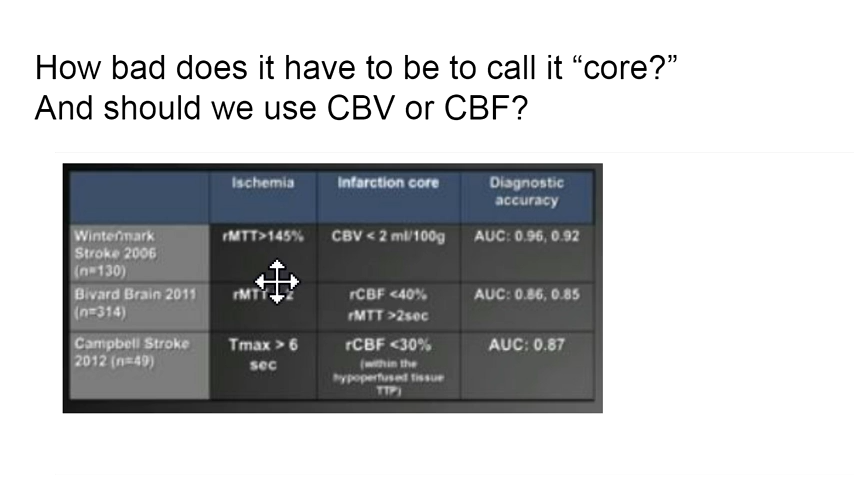 How bad does it have to be to call it “core?”
And should we use CBV or CBF?
Ischemia Infarction core Diagnostic
accuracy
Wintermark rMTT>145% CBV < 2 ml/100g AUC: 0.96, 0.92
Stroke 2006
(n=130)
Bivard Brain 2011 rCBF <40% AUC: 0.86, 0.85
(n=314) rMTT >2sec
Campbell Stroke Tmax > 6 rCBF <30% AUC: 0.87
2012 (n=49) sec (within the
hypoperfused tissue
TTP)